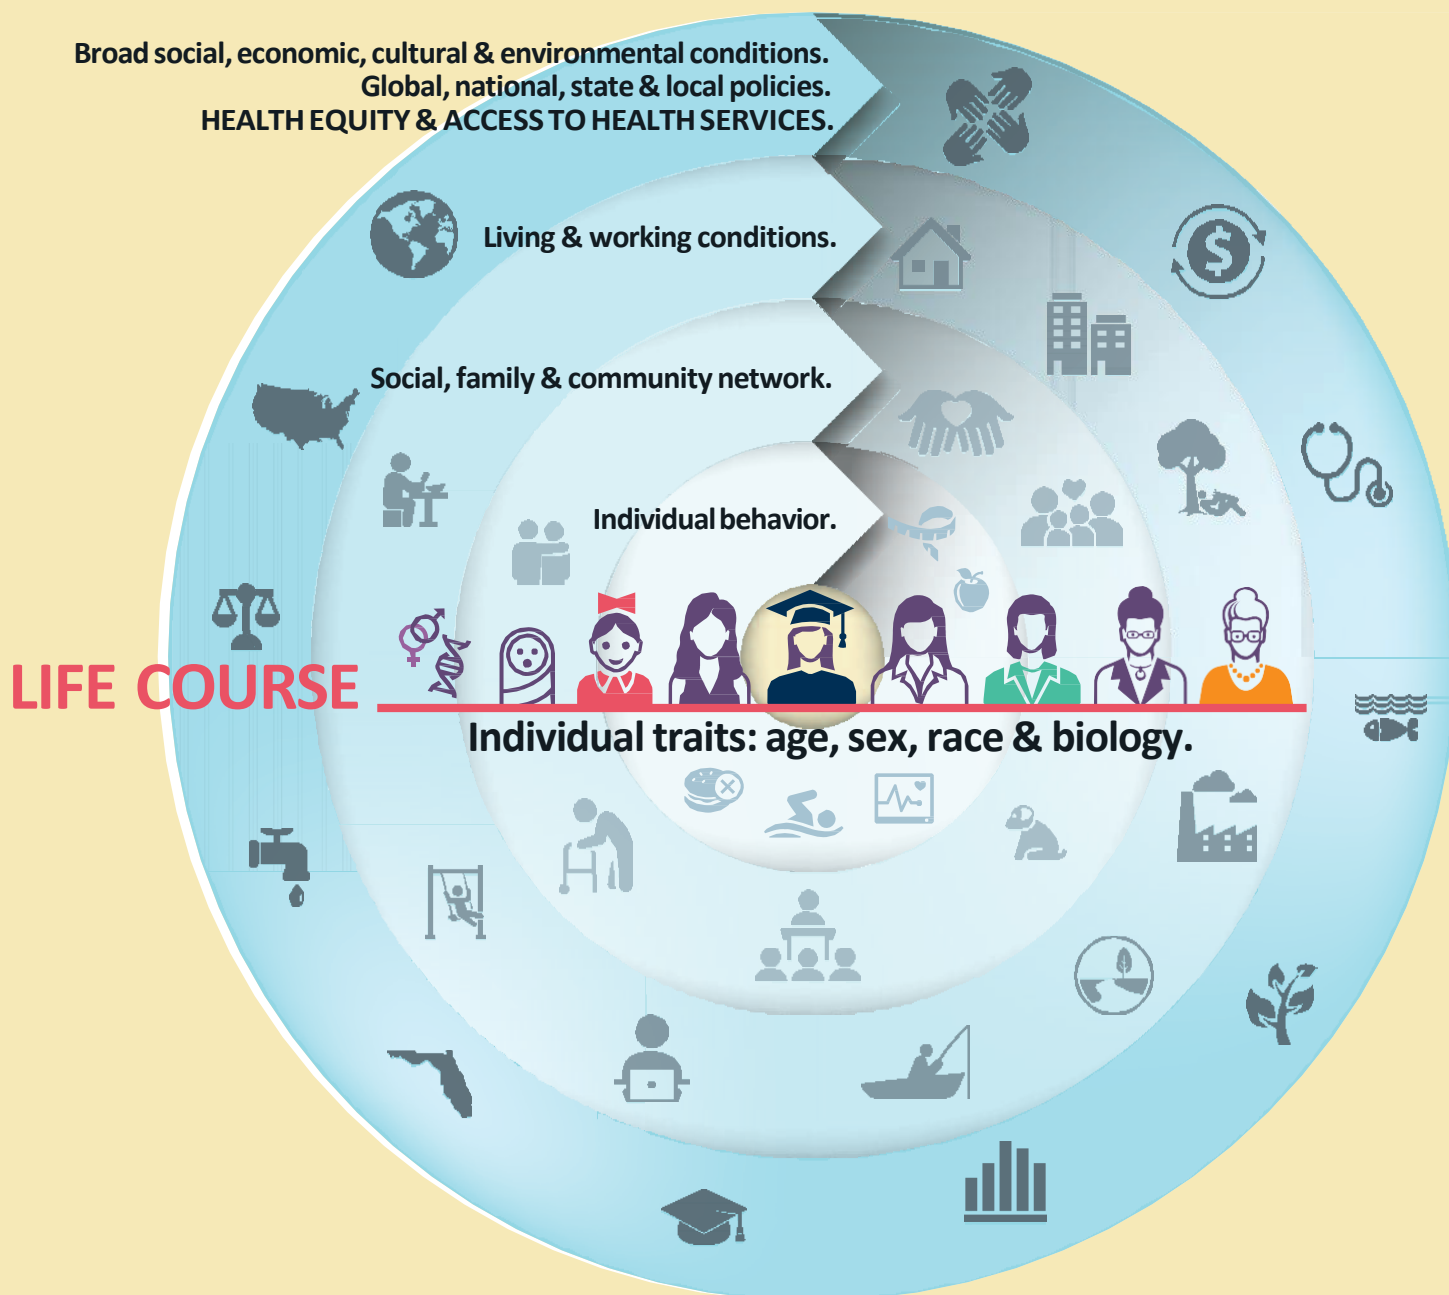 Broad social, economic, cultural & environmental conditions.
Global, national, state & local policies.
HEALTH EQUITY & ACCESS TO HEALTH SERVICES.
Living & working conditions.
Social, family & community network.
Individual behavior.
LIFE COURSE
Individual traits: age, sex, race & biology.